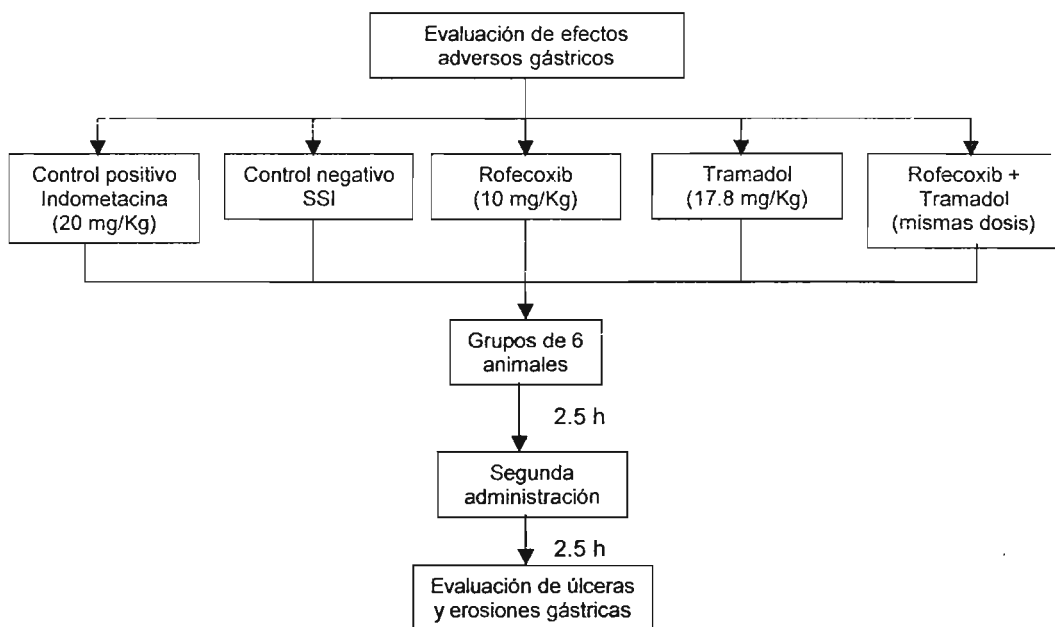 Evaluación de efectos
adversos gástricos
Control positivo
Indometacina
(20 mg/Kg)
Control negativo
SSI
Rofecoxib
(10 mg/Kg)
Tramadol
(17.8 mg/Kg)
Rofecoxib +
Tramadol
(mismas dosis)
Grupos de 6
animales
2.5 h
Segunda
administración
2.5 h
Evaluación de úlceras
y erosiones gástricas